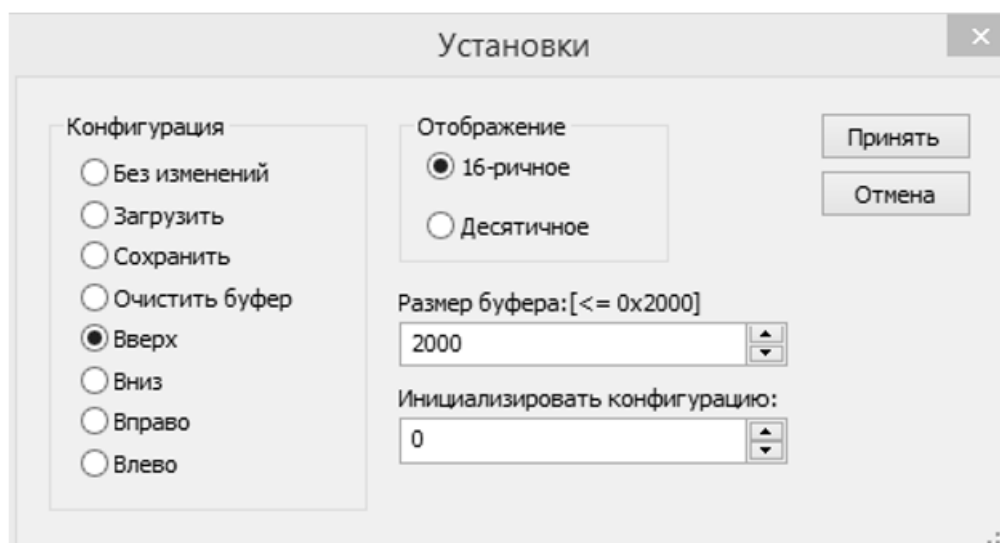 Установки
Конфигурация
Без изменений
Загрузить
Сохранить
Очистить буфер
Вверх
Вниз
Вправо
Влево
Отображение
16-ричное
Десятичное
Размер буфера:[<= 0x2000]
2000
Инициализировать конфигурацию:
0
Принять
Отмена